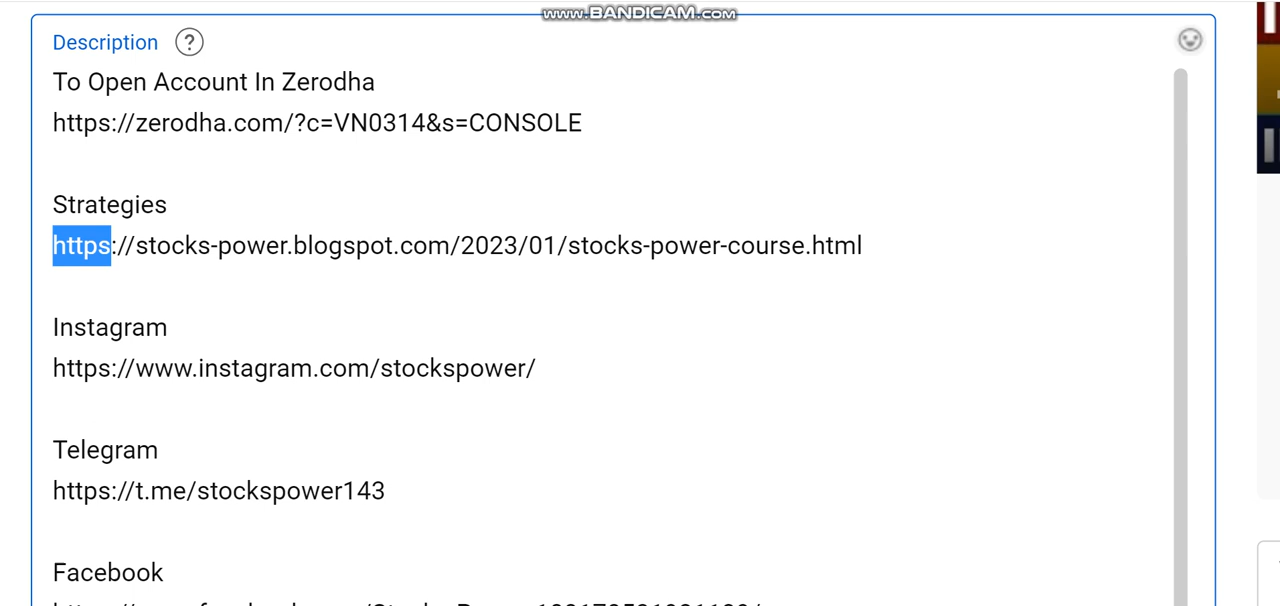 www.BANDICAM.com
Description ?
To Open Account In Zerodha
https://zerodha.com/?c=VN0314&s=CONSOLE
Strategies
https://stocks-power.blogspot.com/2023/01/stocks-power-course.html
Instagram
https://www.instagram.com/stockspower/
Telegram
https://t.me/stockspower143
Facebook